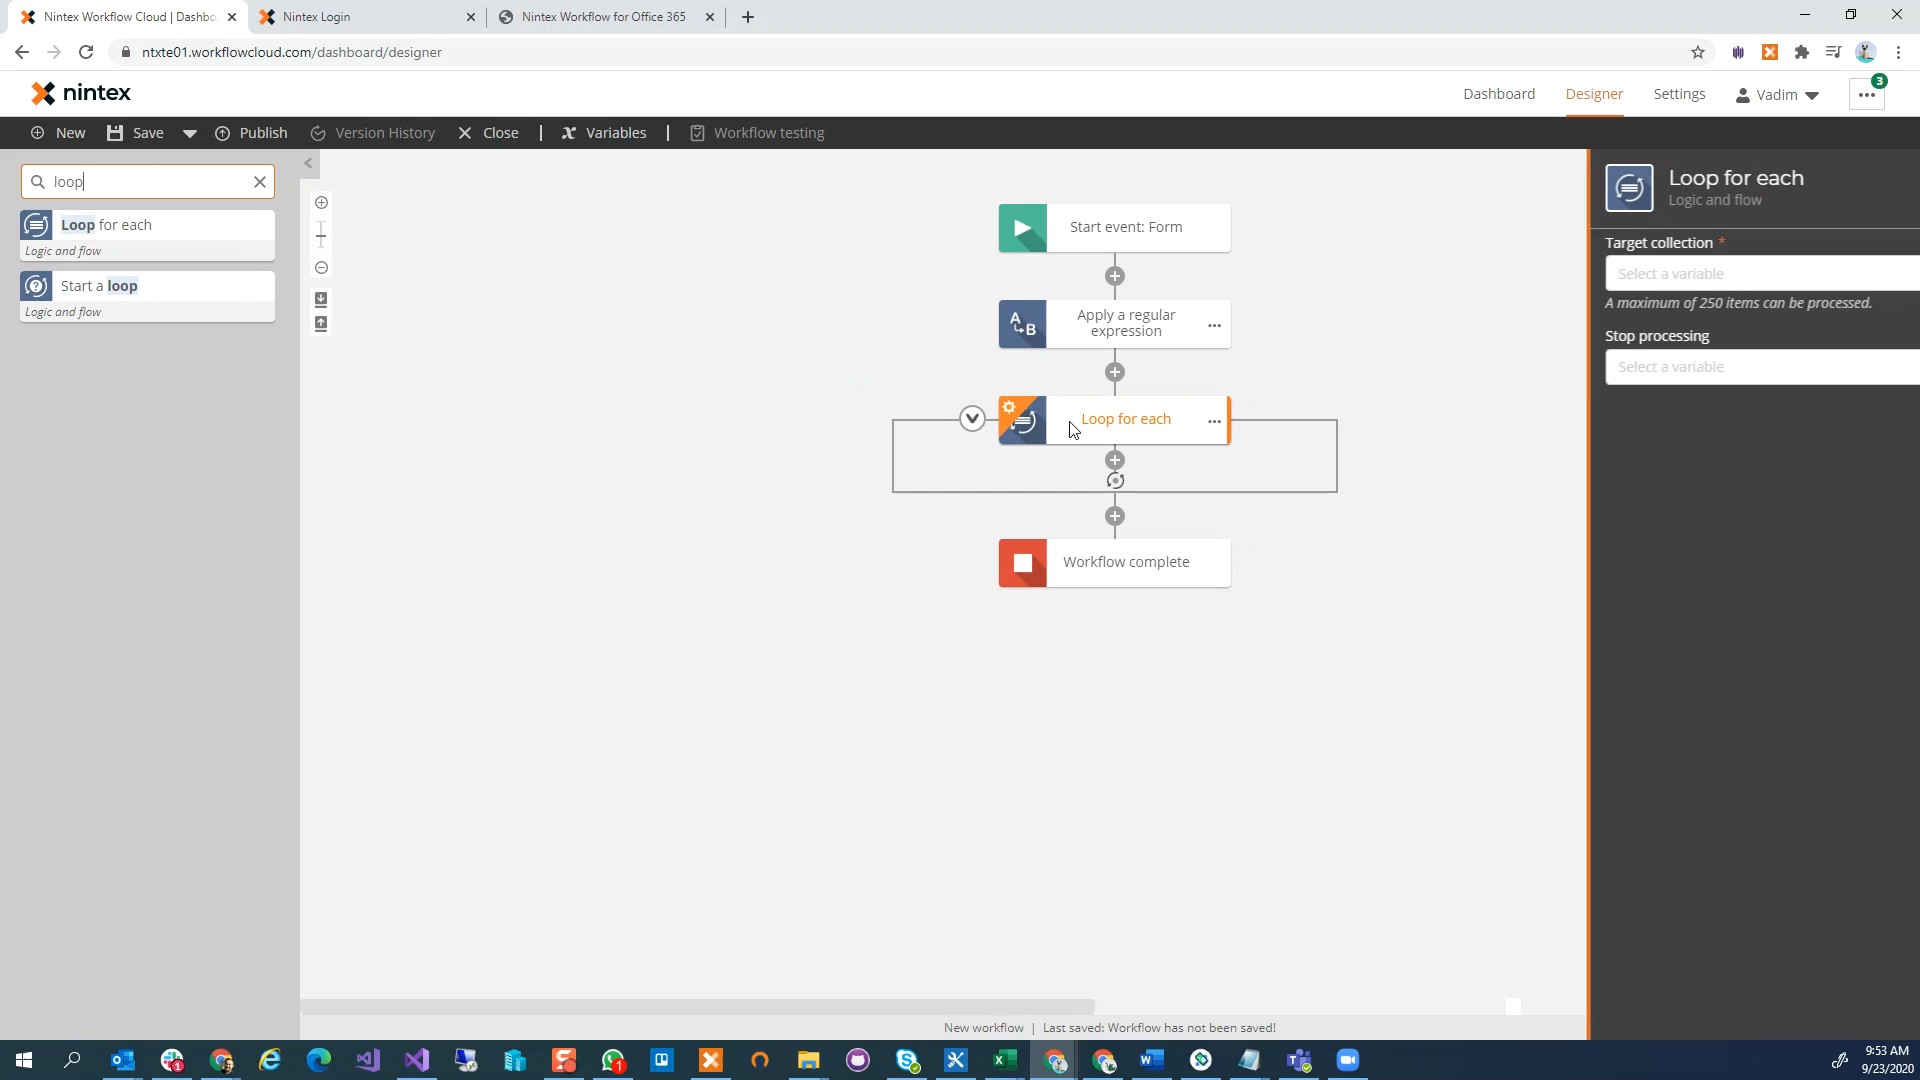 Nintex Workflow Cloud | Dashbo
Nintex Login
Nintex Workflow for Office 365
ntxte01.workflowcloud.com/dashboard/designer
nintex
Dashboard
Designer
Settings
Vadim
3
New
Save
Publish
Version History
Close
Variables
Workflow testing
loop
Loop for each
Logic and flow
Start a loop
Logic and flow
Start event: Form
Apply a regular
expression
Loop for each
Workflow complete
Loop for each
Logic and flow
Target collection *
Select a variable
A maximum of 250 items can be processed.
Stop processing
Select a variable
New workflow | Last saved: Workflow has not been saved!
9:53 AM
9/23/2020